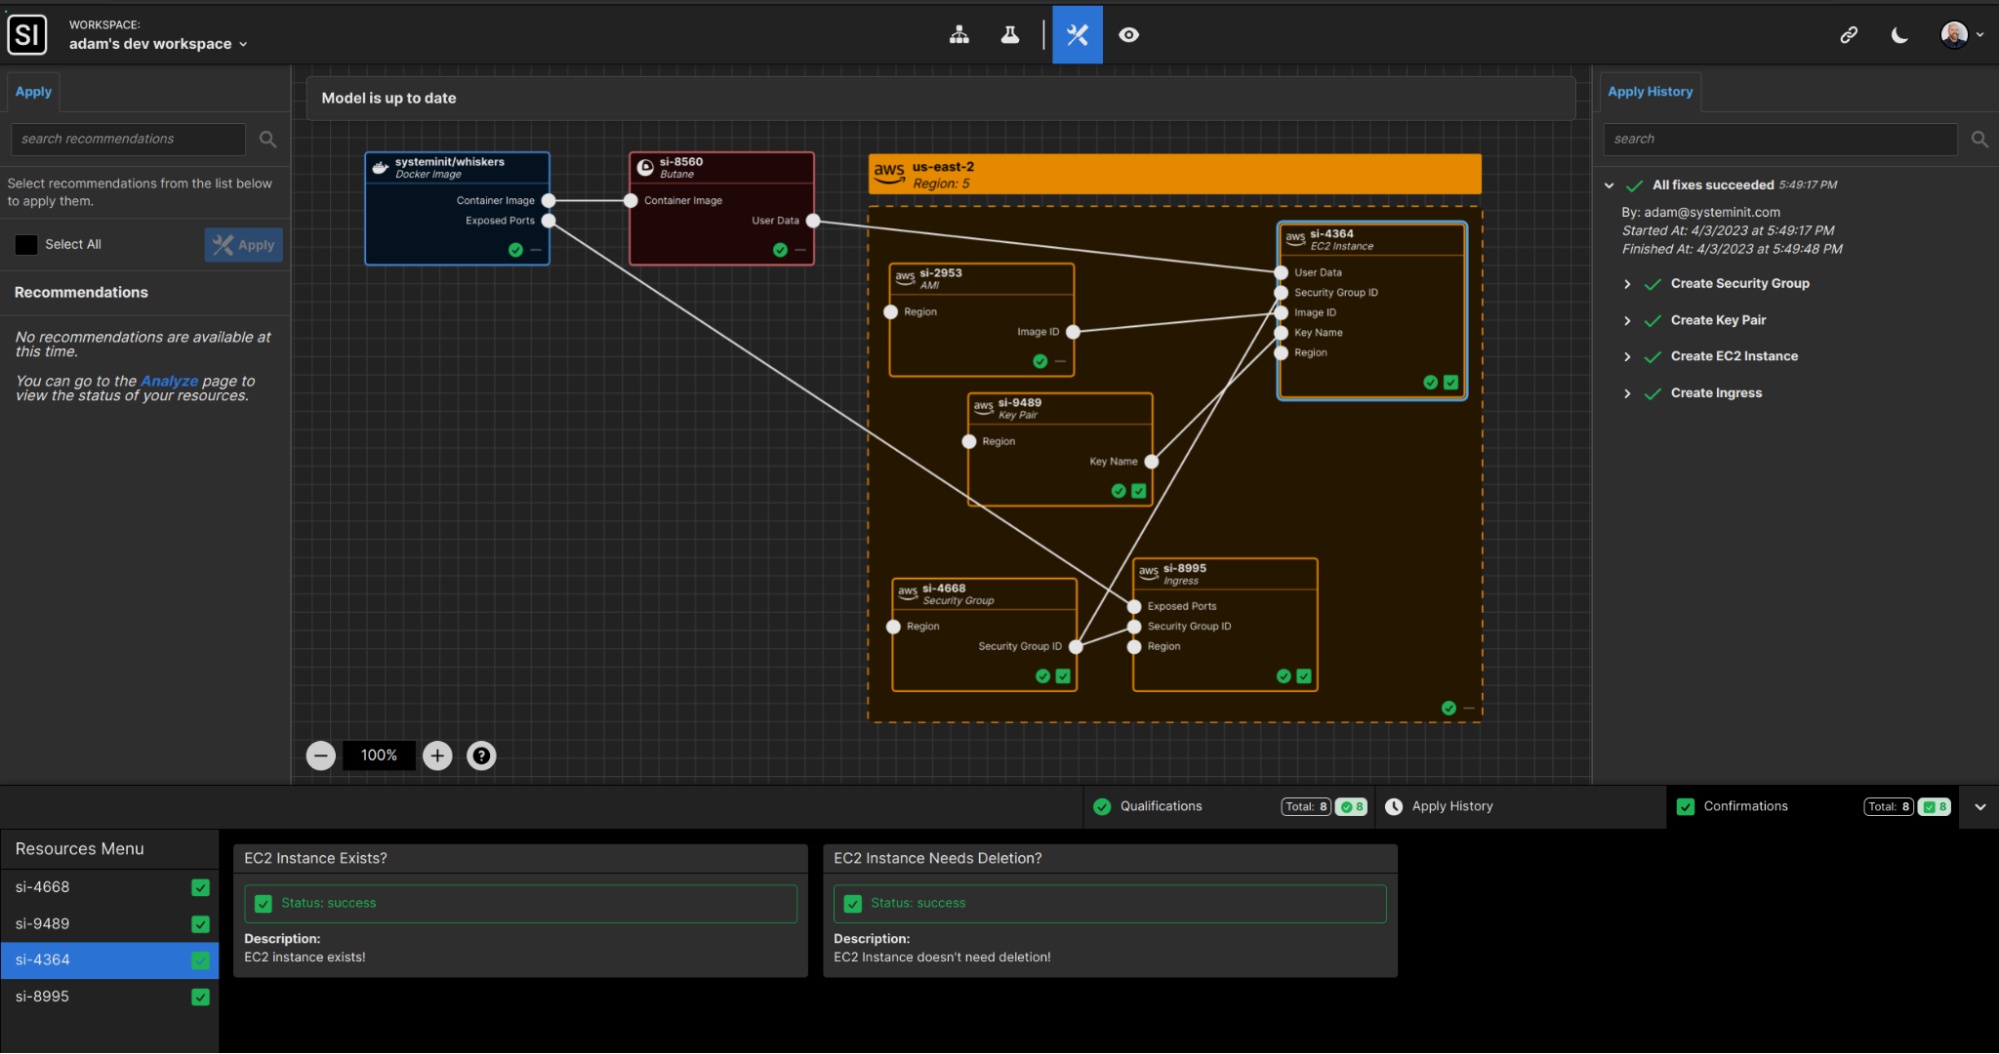 SI
WORKSPACE:
adam's dev workspace
Apply
search recommendations
Select recommendations from the list below
to apply them.
Select All
Apply
Recommendations
No recommendations are available at
this time.
You can go to the Analyze page to
view the status of your resources.
Model is up to date
systeminit/whiskers
Docker Image
Container Image
Exposed Ports
si-8560
Butane
Container Image
User Data
aws
us-east-2
Region: 5
aws
si-4364
EC2 Instance
User Data
Security Group ID
Image ID
Key Name
Region
aws
si-2953
AMI
Region
Image ID
aws
si-9489
Key Pair
Region
Key Name
aws
si-4668
Security Group
Region
Security Group ID
aws
si-8995
Ingress
Exposed Ports
Security Group ID
Region
100%
?
Apply History
search
All fixes succeeded 5:49:17 PM
By: adam@systeminit.com
Started At: 4/3/2023 at 5:49:17 PM
Finished At: 4/3/2023 at 5:49:48 PM
Create Security Group
Create Key Pair
Create EC2 Instance
Create Ingress
Qualifications
Total: 8
8
Apply History
Confirmations
Total: 8
8
Resources Menu
si-4668
si-9489
si-4364
si-8995
EC2 Instance Exists?
Status: success
Description:
EC2 instance exists!
EC2 Instance Needs Deletion?
Status: success
Description:
EC2 Instance doesn't need deletion!